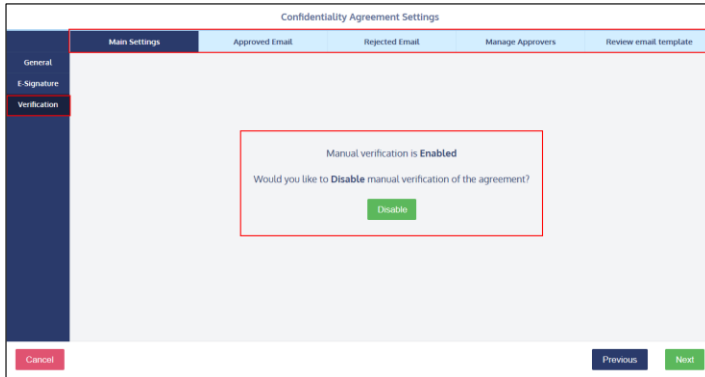 Confidentiality Agreement Settings
Main Settings
Approved Email
Rejected Email
Manage Approvers
Review email template
General
E-Signature
Verification
Manual verification is Enabled
Would you like to Disable manual verification of the agreement?
Disable
Cancel
Previous
Next